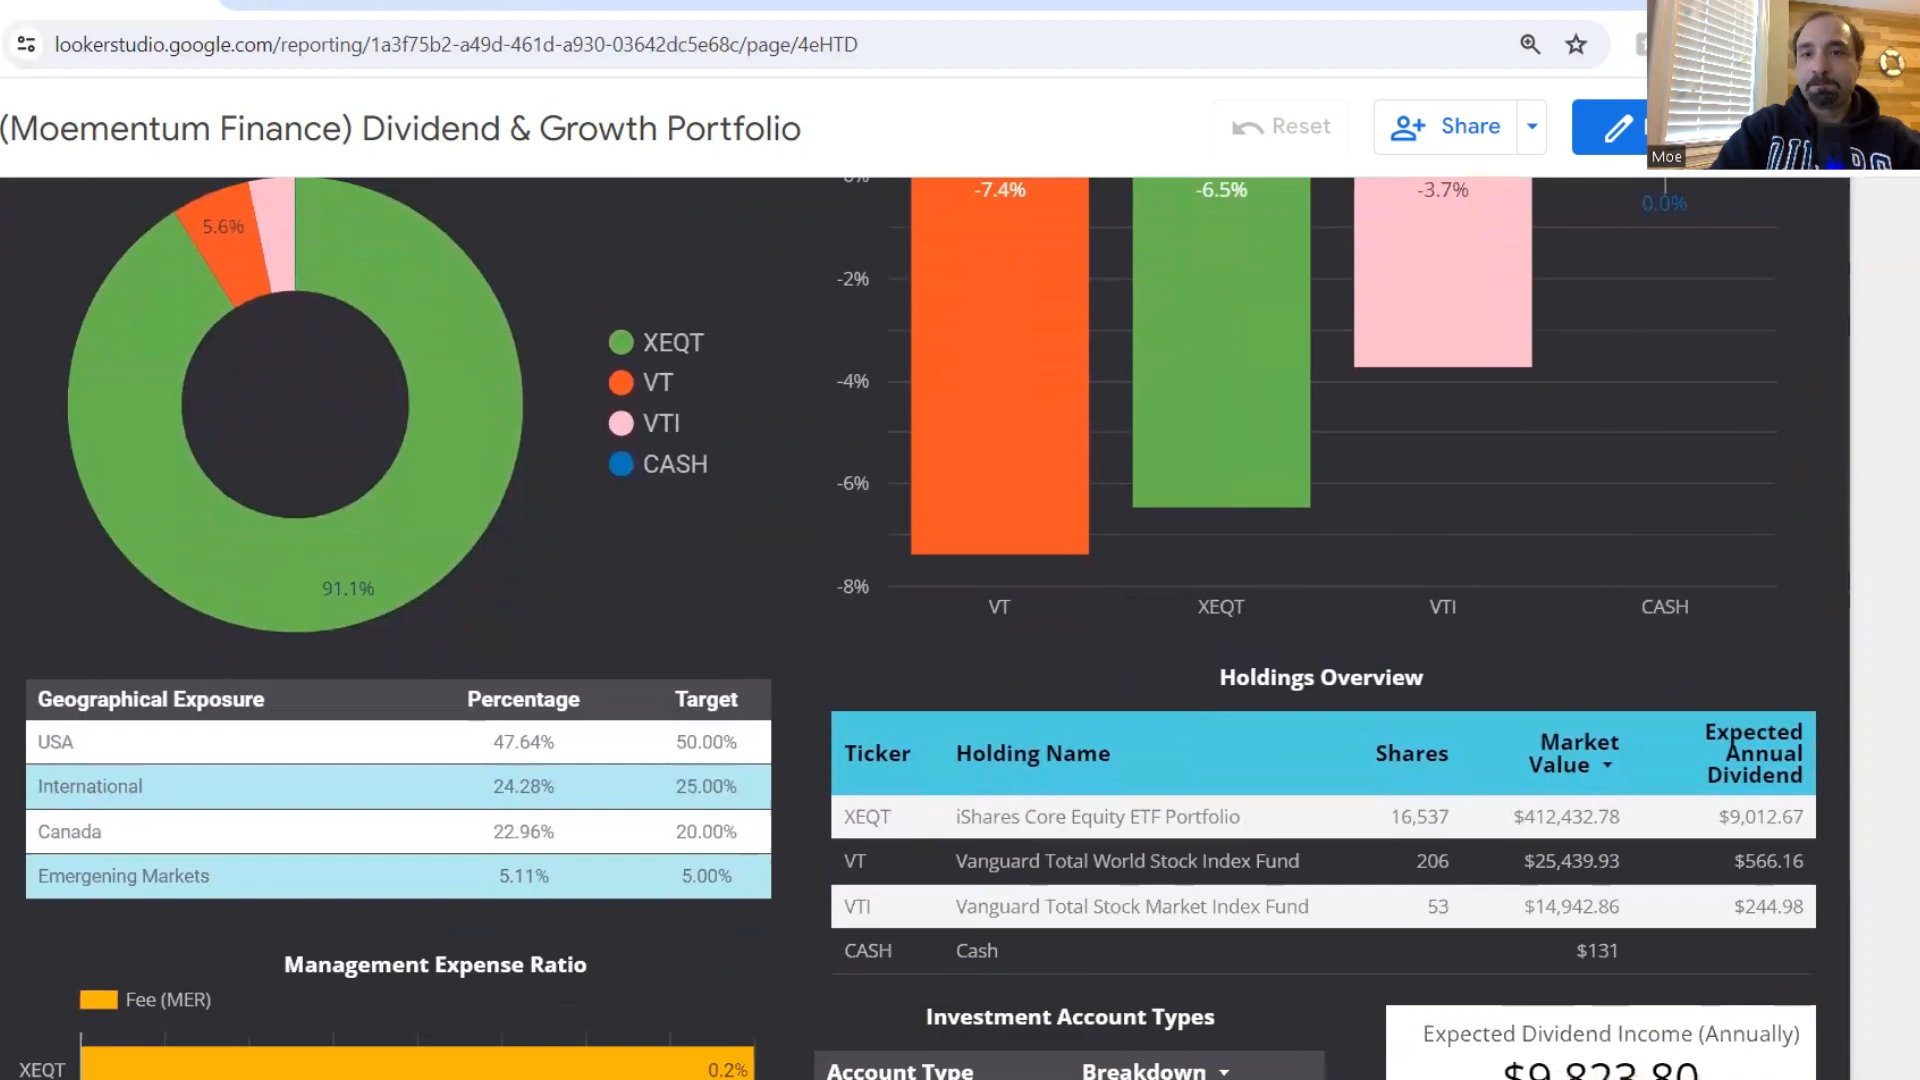 lookerstudio.google.com/reporting/1a3f75b2-a49d-461d-a930-03642dc5e68c/page/4eHTD
(Moementum Finance) Dividend & Growth Portfolio
Reset
Share
Moe
5.6%
91.1%
XEQT
VT
VTI
CASH
0%
-2%
-4%
-6%
-8%
-7.4%
-6.5%
-3.7%
0.0%
VT XEQT VTI CASH
Geographical Exposure Percentage Target
USA 47.64% 50.00%
International 24.28% 25.00%
Canada 22.96% 20.00%
Emergening Markets 5.11% 5.00%
Holdings Overview
Ticker Holding Name Shares Market Value Expected Annual Dividend
XEQT iShares Core Equity ETF Portfolio 16,537 $412,432.78 $9,012.67
VT Vanguard Total World Stock Index Fund 206 $25,439.93 $566.16
VTI Vanguard Total Stock Market Index Fund 53 $14,942.86 $244.98
CASH Cash $131
Management Expense Ratio
Fee (MER)
XEQT 0.2%
Investment Account Types
Account Type Breakdown
Expected Dividend Income (Annually)
$9,823.80